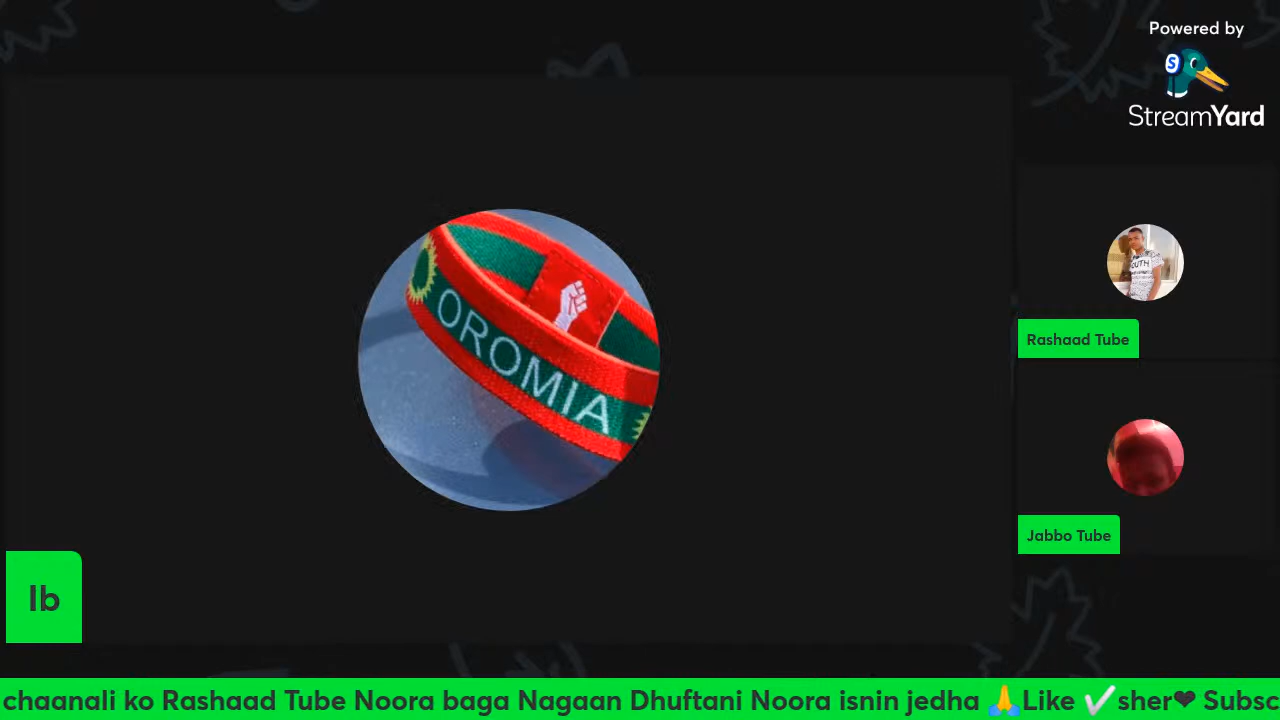 Powered by
StreamYard
OROMIA
Rashaad Tube
Jabbo Tube
Ib
chaanali ko Rashaad Tube Noora baga Nagaan Dhuftani Noora isnin jedha 🙏Like ✔️sher❤ Subsc